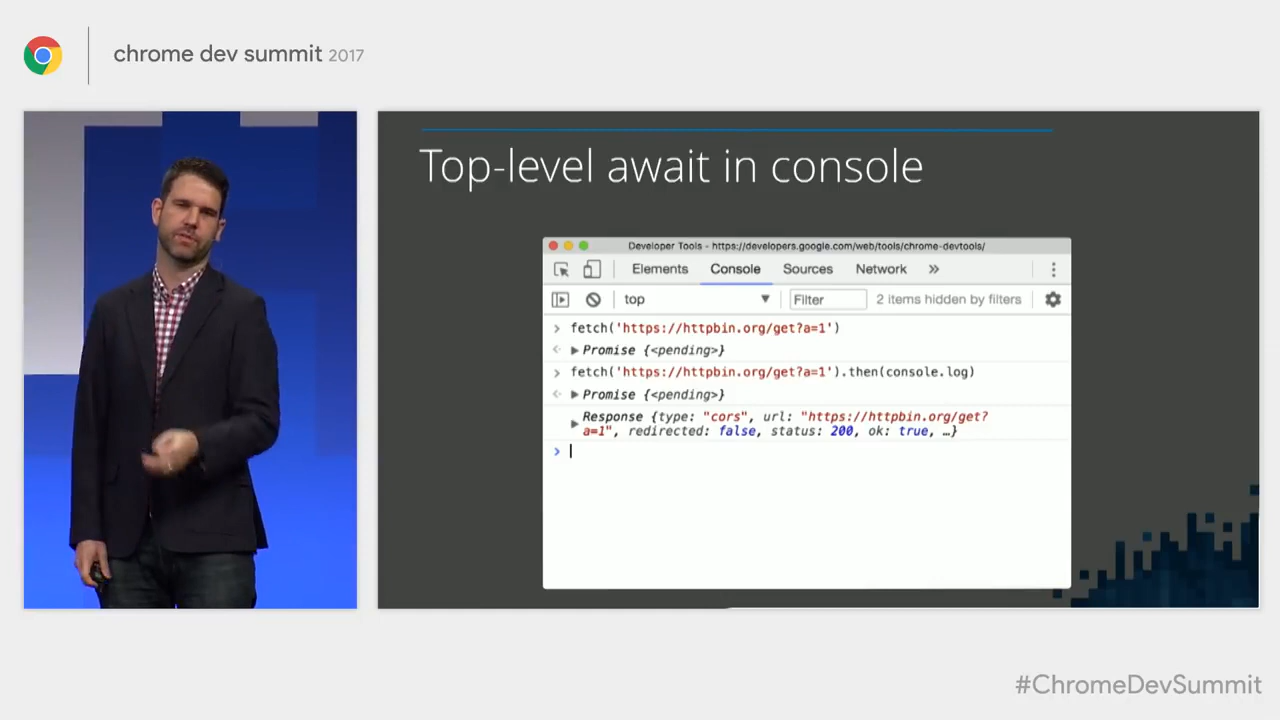 chrome dev summit 2017
Top-level await in console
Developer Tools - https://developers.google.com/web/tools/chrome-devtools/
Elements Console Sources Network »
top ▼ Filter 2 items hidden by filters
> fetch('https://httpbin.org/get?a=1')
<· ▶ Promise {<pending>}
> fetch('https://httpbin.org/get?a=1').then(console.log)
<· ▶ Promise {<pending>}
▶ Response {type: "cors", url: "https://httpbin.org/get?
a=1", redirected: false, status: 200, ok: true, …}
>
#ChromeDevSummit